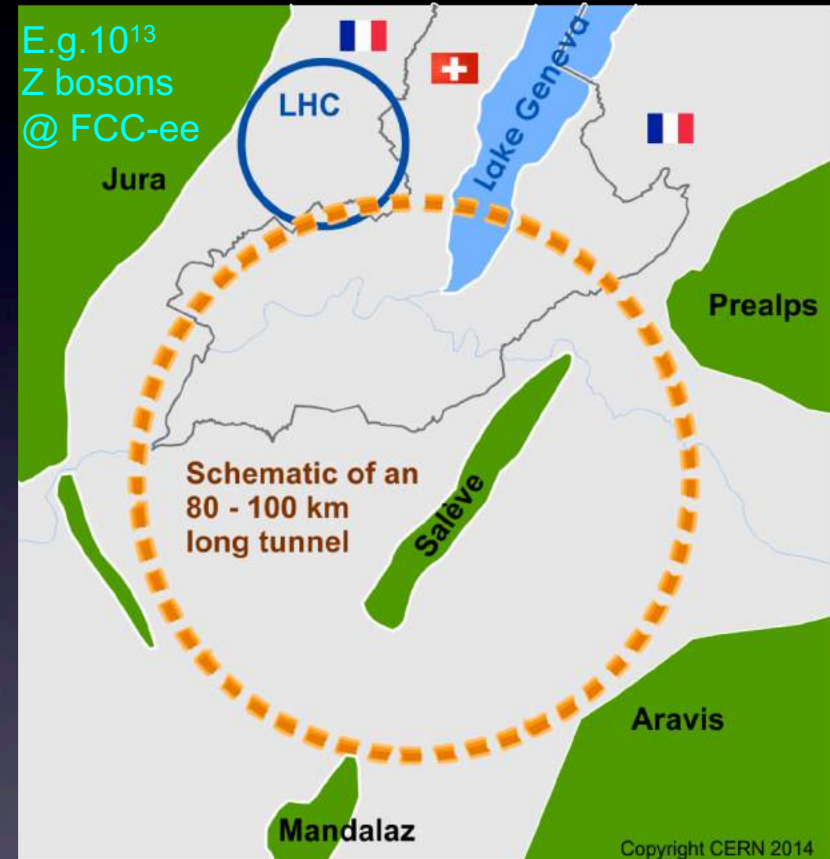 E.g.10¹³
Z bosons
@ FCC-ee
LHC
Lake Geneva
Jura
Prealps
Schematic of an
80 - 100 km
long tunnel
Salève
Aravis
Mandalaz
Copyright CERN 2014